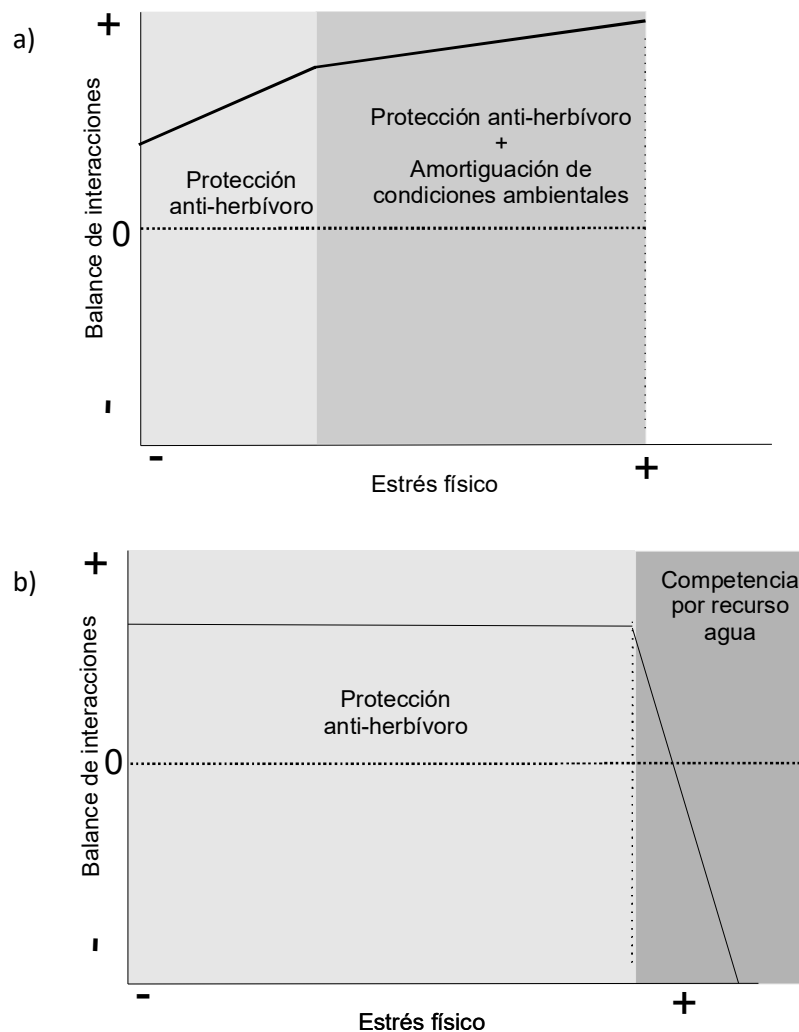 a)
+
Balance de interacciones
0
-
Protección
anti-herbívoro
Protección anti-herbívoro
+
Amortiguación de
condiciones ambientales
-
+
Estrés físico
b)
+
Balance de interacciones
0
-
Protección
anti-herbívoro
Competencia
por recurso
agua
-
+
Estrés físico